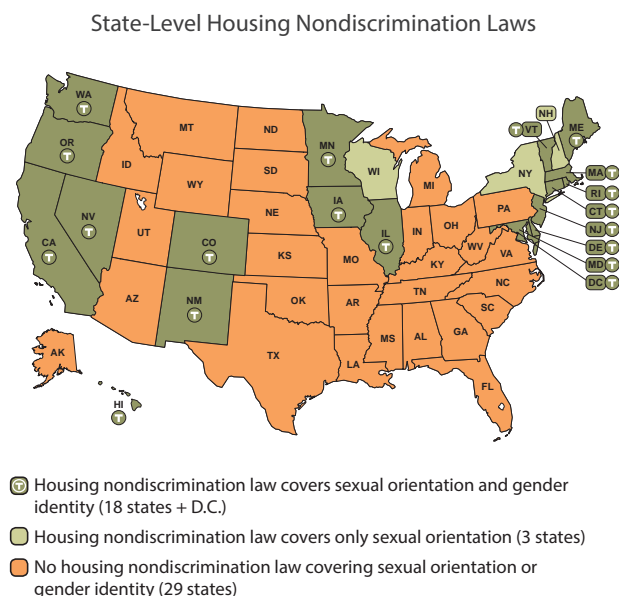 State-Level Housing Nondiscrimination Laws
WA
OR
CA
NV
ID
MT
WY
UT
AZ
CO
NM
ND
SD
NE
KS
OK
TX
MN
IA
MO
AR
LA
WI
IL
MI
IN
OH
KY
TN
MS
AL
GA
FL
SC
NC
VA
WV
PA
NY
T VT
NH
ME
MA T
RI T
CT T
NJ T
DE T
MD T
DC T
AK
HI
T
T Housing nondiscrimination law covers sexual orientation and gender
identity (18 states + D.C.)
Housing nondiscrimination law covers only sexual orientation (3 states)
No housing nondiscrimination law covering sexual orientation or
gender identity (29 states)